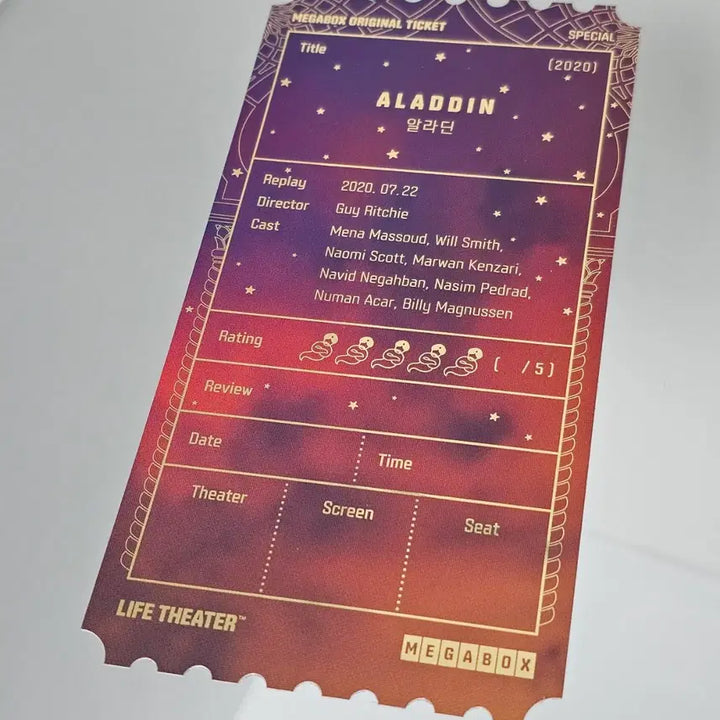 MEGABOX ORIGINAL TICKET
SPECIAL
Title
(2020)
ALADDIN
알라딘
Replay 2020. 07. 22
Director Guy Ritchie
Cast Mena Massoud, Will Smith,
Naomi Scott, Marwan Kenzari,
Navid Negahban, Nasim Pedrad,
Numan Acar, Billy Magnussen
Rating ( /5)
Review
Date Time
Theater Screen Seat
LIFE THEATER™
MEGABOX